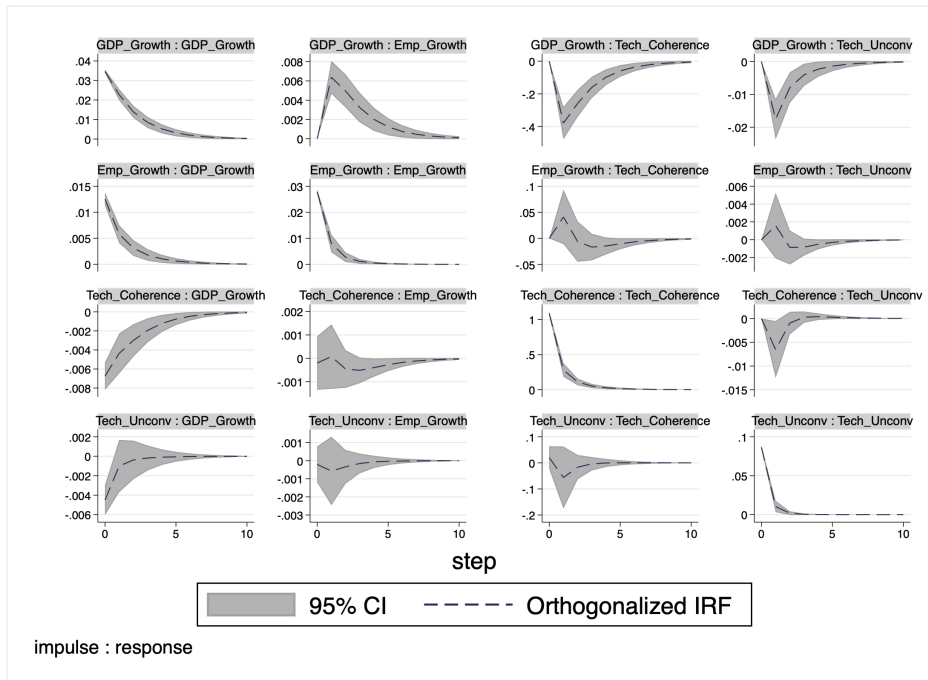 GDP_Growth : GDP_Growth
.04
.03
.02
.01
0
GDP_Growth : Emp_Growth
.008
.006
.004
.002
0
GDP_Growth : Tech_Coherence
0
-.2
-.4
GDP_Growth : Tech_Unconv
0
-.01
-.02
Emp_Growth : GDP_Growth
.015
.01
.005
0
Emp_Growth : Emp_Growth
.03
.02
.01
0
Emp_Growth : Tech_Coherence
.1
.05
0
-.05
Emp_Growth : Tech_Unconv
.006
.004
.002
0
-.002
Tech_Coherence : GDP_Growth
0
-.002
-.004
-.006
-.008
Tech_Coherence : Emp_Growth
.002
.001
0
-.001
Tech_Coherence : Tech_Coherence
1
.5
0
Tech_Coherence : Tech_Unconv
0
-.005
-.01
-.015
Tech_Unconv : GDP_Growth
.002
0
-.002
-.004
-.006
0 5 10
Tech_Unconv : Emp_Growth
.001
0
-.001
-.002
-.003
0 5 10
Tech_Unconv : Tech_Coherence
.1
0
-.1
-.2
0 5 10
Tech_Unconv : Tech_Unconv
.1
.05
0
0 5 10
step
95% CI
Orthogonalized IRF
impulse : response